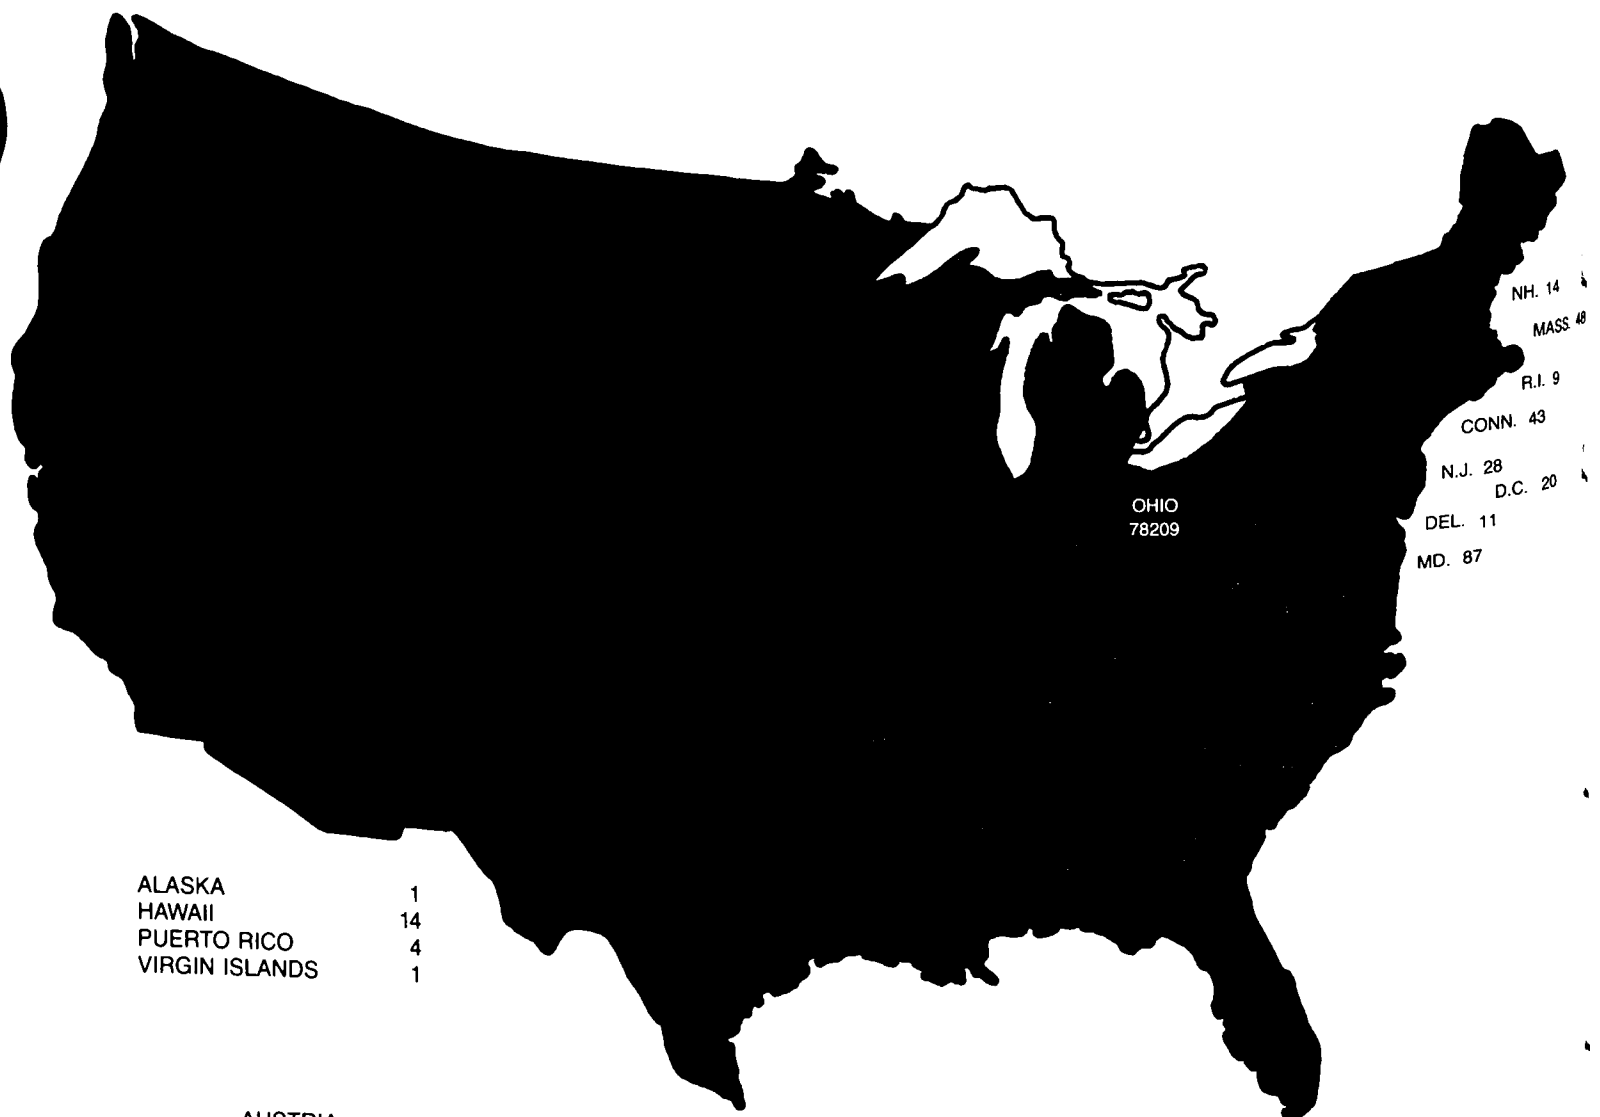 NH. 14
MASS. 48
R.I. 9
CONN. 43
N.J. 28
D.C. 20
DEL. 11
MD. 87
OHIO
78209
ALASKA 1
HAWAII 14
PUERTO RICO 4
VIRGIN ISLANDS 1
AUSTRIA